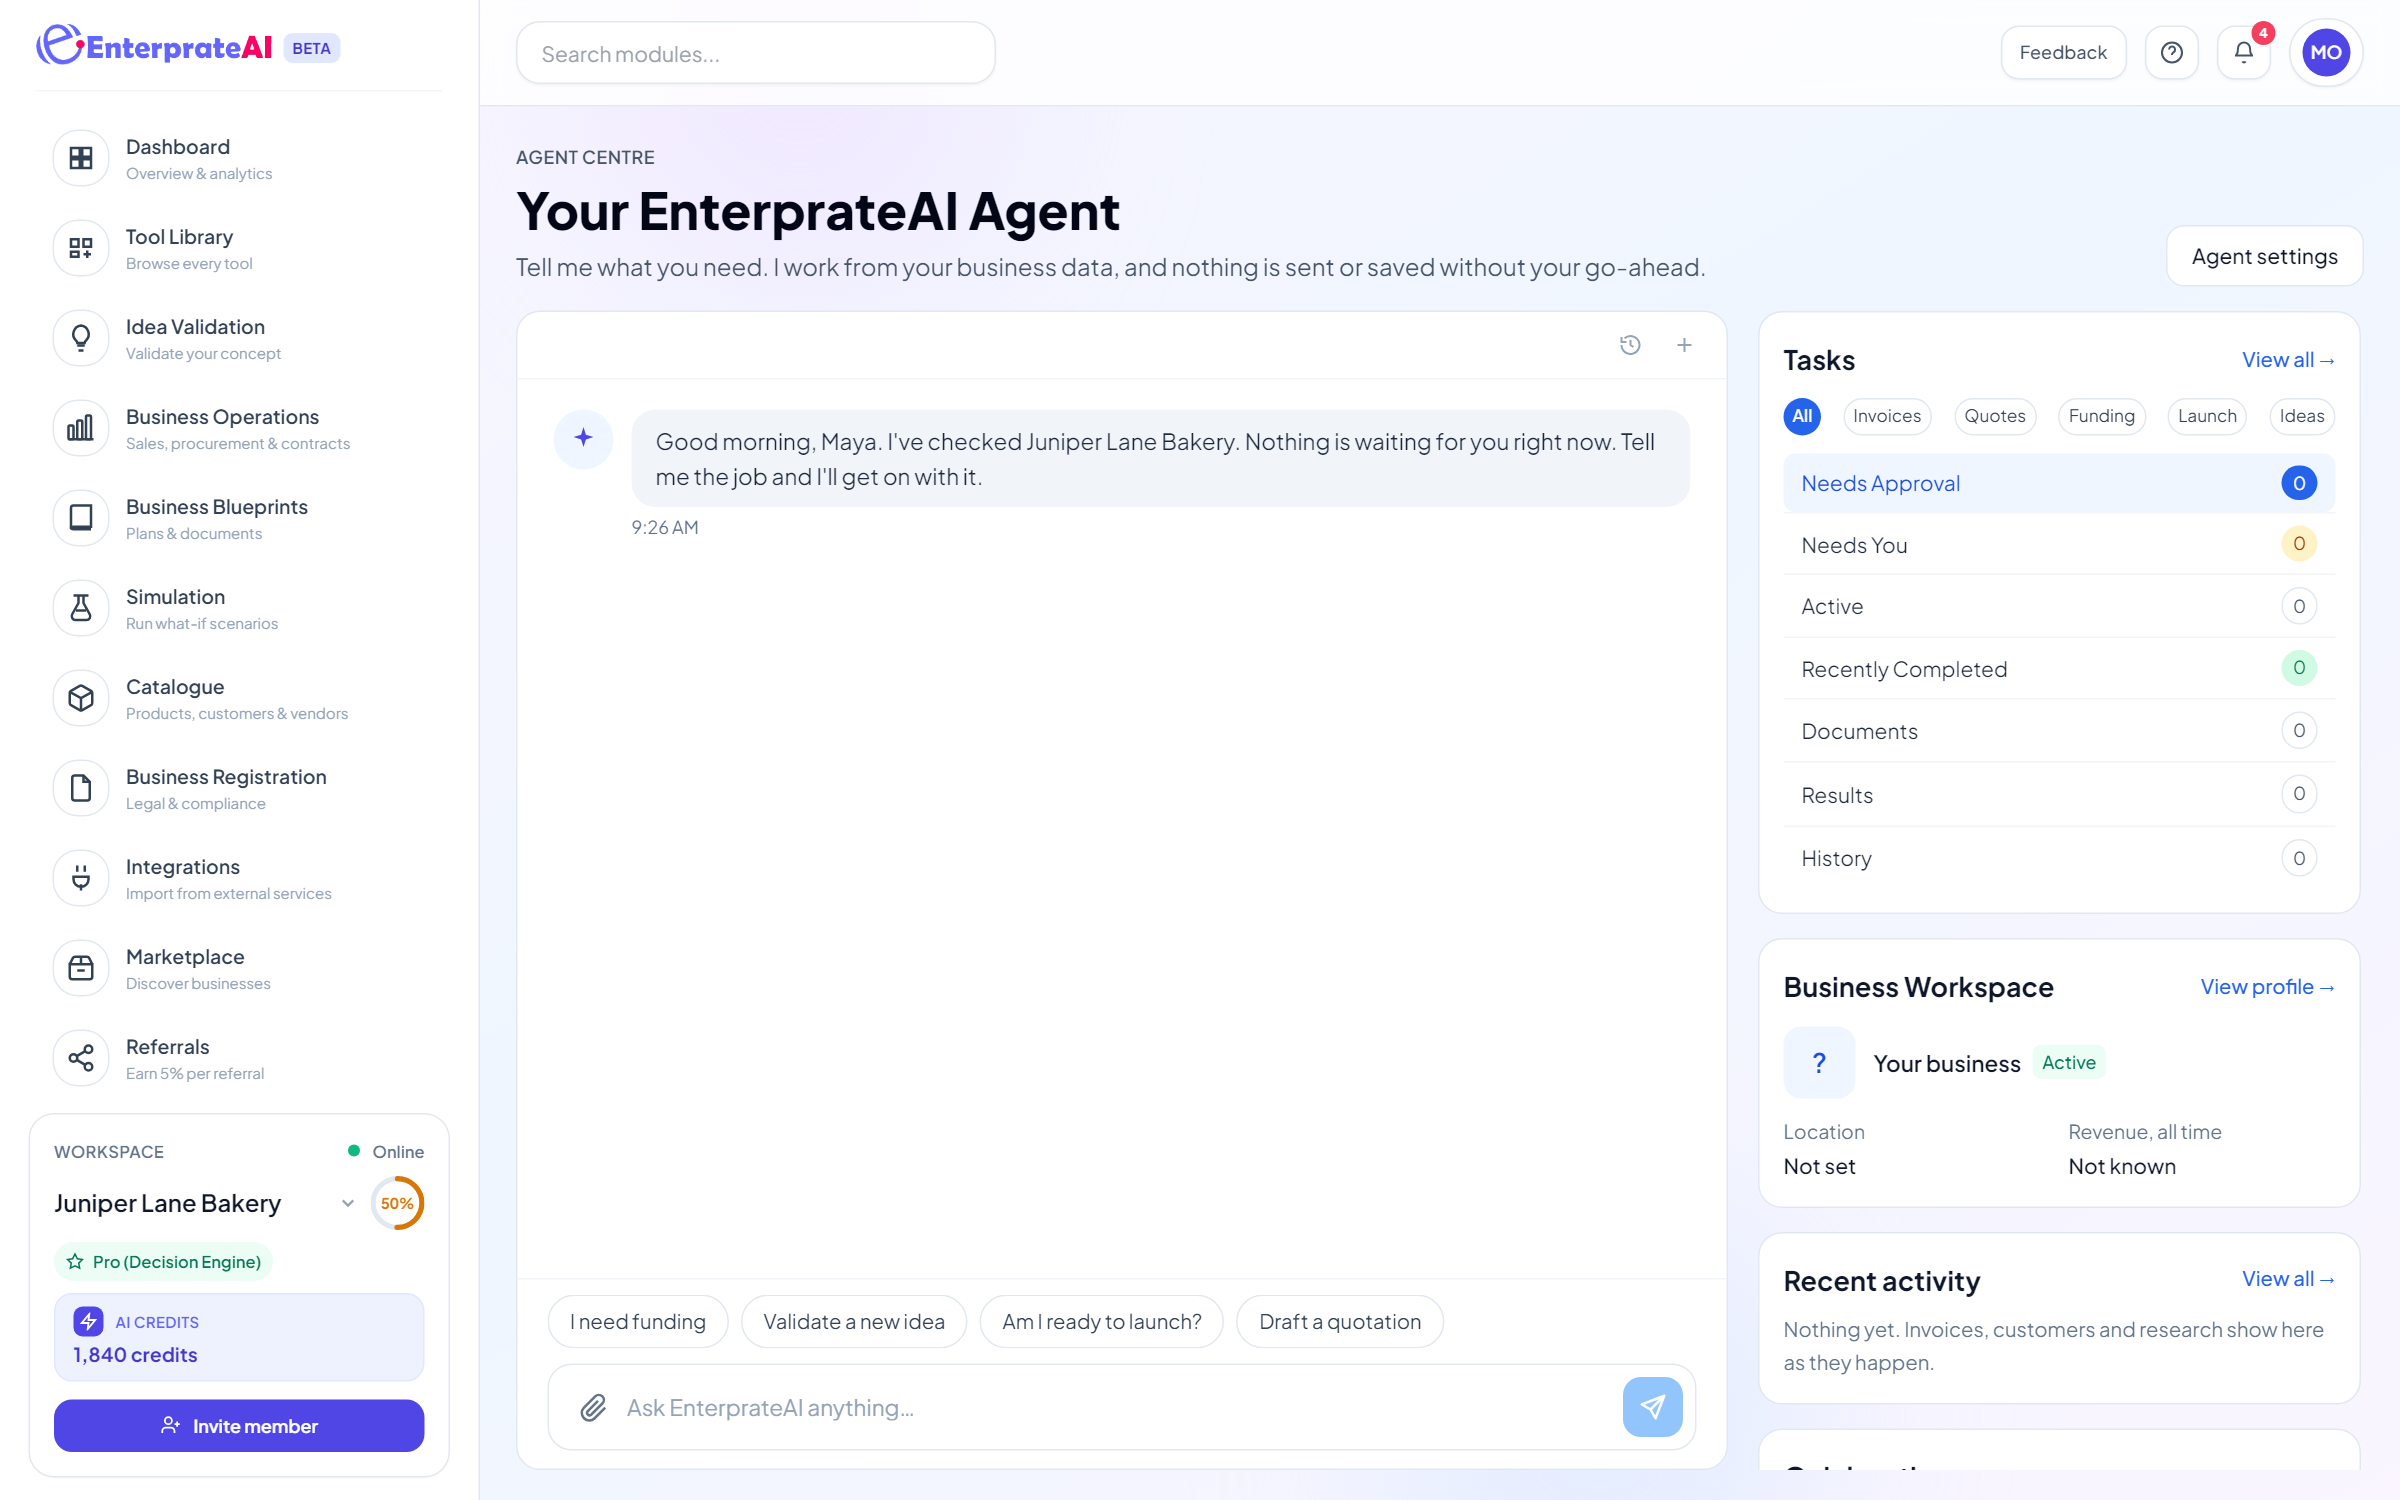 EnterprateAI BETA
Dashboard
Overview & analytics
Tool Library
Browse every tool
Idea Validation
Validate your concept
Business Operations
Sales, procurement & contracts
Business Blueprints
Plans & documents
Simulation
Run what-if scenarios
Catalogue
Products, customers & vendors
Business Registration
Legal & compliance
Integrations
Import from external services
Marketplace
Discover businesses
Referrals
Earn 5% per referral
WORKSPACE Online
Juniper Lane Bakery 50%
Pro (Decision Engine)
AI CREDITS
1,840 credits
Invite member
Search modules...
Feedback 4 MO
AGENT CENTRE
Your EnterprateAI Agent
Tell me what you need. I work from your business data, and nothing is sent or saved without your go-ahead.
Agent settings
Good morning, Maya. I've checked Juniper Lane Bakery. Nothing is waiting for you right now. Tell
me the job and I'll get on with it.
9:26 AM
I need funding Validate a new idea Am I ready to launch? Draft a quotation
Ask EnterprateAI anything...
Tasks View all →
All Invoices Quotes Funding Launch Ideas
Needs Approval 0
Needs You 0
Active 0
Recently Completed 0
Documents 0
Results 0
History 0
Business Workspace View profile →
? Your business Active
Location Revenue, all time
Not set Not known
Recent activity View all →
Nothing yet. Invoices, customers and research show here
as they happen.